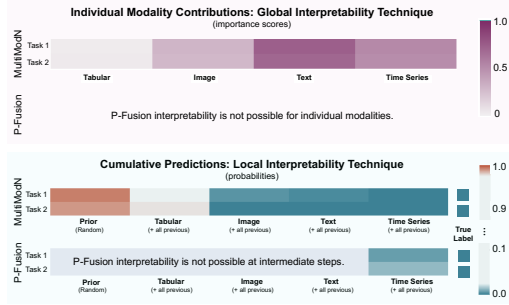 Individual Modality Contributions: Global Interpretability Technique
(importance scores)
MultiModN
Task 1
Task 2
Tabular
Image
Text
Time Series
1.0
0.5
0
P-Fusion
P-Fusion interpretability is not possible for individual modalities.
Cumulative Predictions: Local Interpretability Technique
(probabilities)
MultiModN
Task 1
Task 2
Prior
(Random)
Tabular
(+ all previous)
Image
(+ all previous)
Text
(+ all previous)
Time Series
(+ all previous)
True
Label
1.0
0.9
⋮
0.1
0.0
P-Fusion
Task 1
Task 2
P-Fusion interpretability is not possible at intermediate steps.
Prior
(Random)
Tabular
(+ all previous)
Image
(+ all previous)
Text
(+ all previous)
Time Series
(+ all previous)